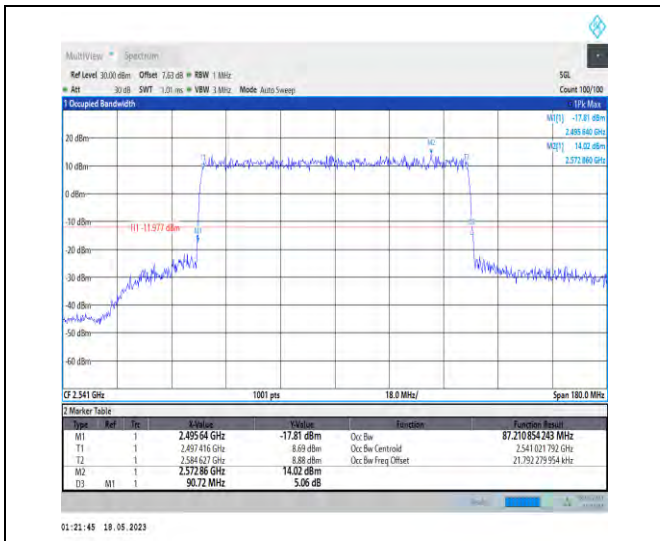 MultiView Spectrum
Ref Level 30.00 dBm Offset 7.63 dB RBW 1 MHz SGL
Att 30 dB SWT 1.01 ms VBW 3 MHz Mode Auto Sweep Count 100/100
1 Occupied Bandwidth 1Pk Max
M1[1] -17.81 dBm
2.495 640 GHz
M2[1] 14.02 dBm
2.572 860 GHz
20 dBm
M2
T1
T2
10 dBm
0 dBm
-10 dBm
H1 -11.977 dBm
M1
D3
-20 dBm
-30 dBm
-40 dBm
-50 dBm
-60 dBm
CF 2.541 GHz 1001 pts 18.0 MHz/ Span 180.0 MHz
2 Marker Table
Type Ref Trc X-Value Y-Value Function Function Result
M1 1 2.495 64 GHz -17.81 dBm Occ Bw 87.210 854 243 MHz
T1 1 2.497 416 GHz 8.69 dBm Occ Bw Centroid 2.541 021 792 GHz
T2 1 2.584 627 GHz 8.88 dBm Occ Bw Freq Offset 21.792 279 954 kHz
M2 1 2.572 86 GHz 14.02 dBm
D3 M1 1 90.72 MHz 5.06 dB
01:21:45 18.05.2023